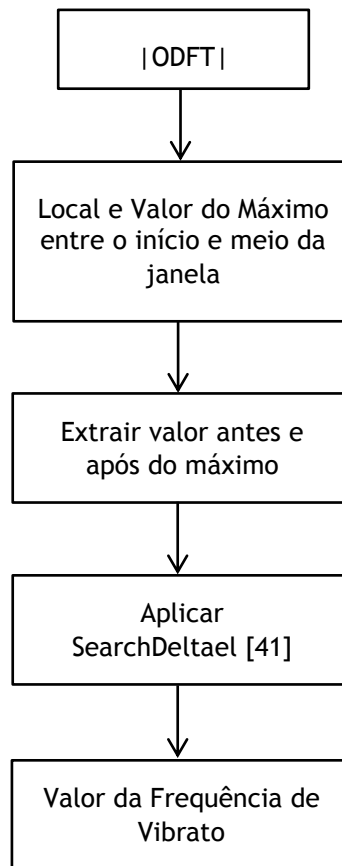 |ODFT|
Local e Valor do Máximo
entre o início e meio da
janela
Extrair valor antes e
após do máximo
Aplicar
SearchDeltael [41]
Valor da Frequência de
Vibrato